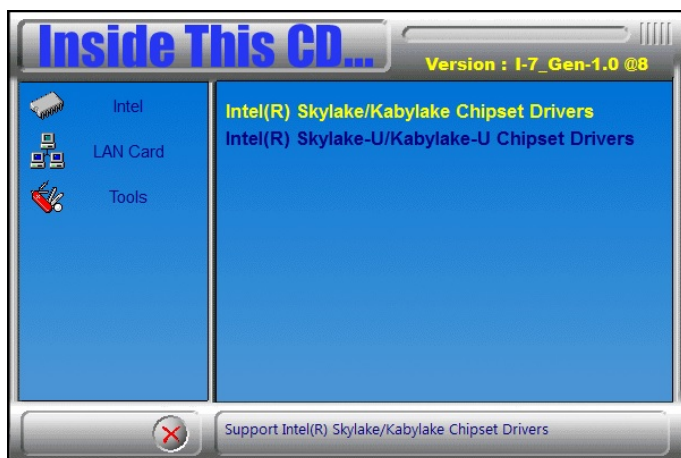 Inside This CD...
Version : I-7_Gen-1.0 @8
Intel
LAN Card
Tools
Intel(R) Skylake/Kabylake Chipset Drivers
Intel(R) Skylake-U/Kabylake-U Chipset Drivers
Support Intel(R) Skylake/Kabylake Chipset Drivers